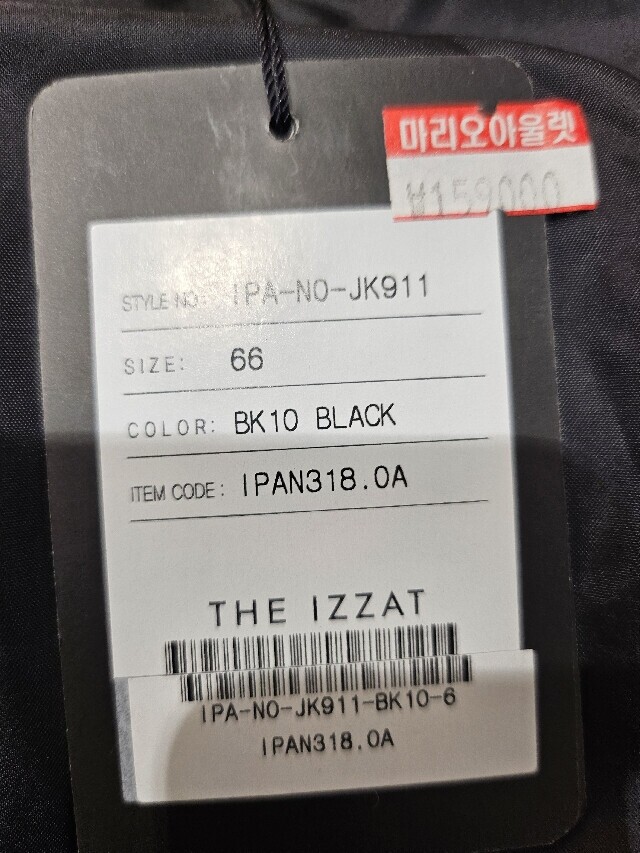 마리오아울렛
₩159000
STYLE NO: IPA-NO-JK911
SIZE: 66
COLOR: BK10 BLACK
ITEM CODE: IPAN318.0A
THE IZZAT
IPA-NO-JK911-BK10-6
IPAN318.0A